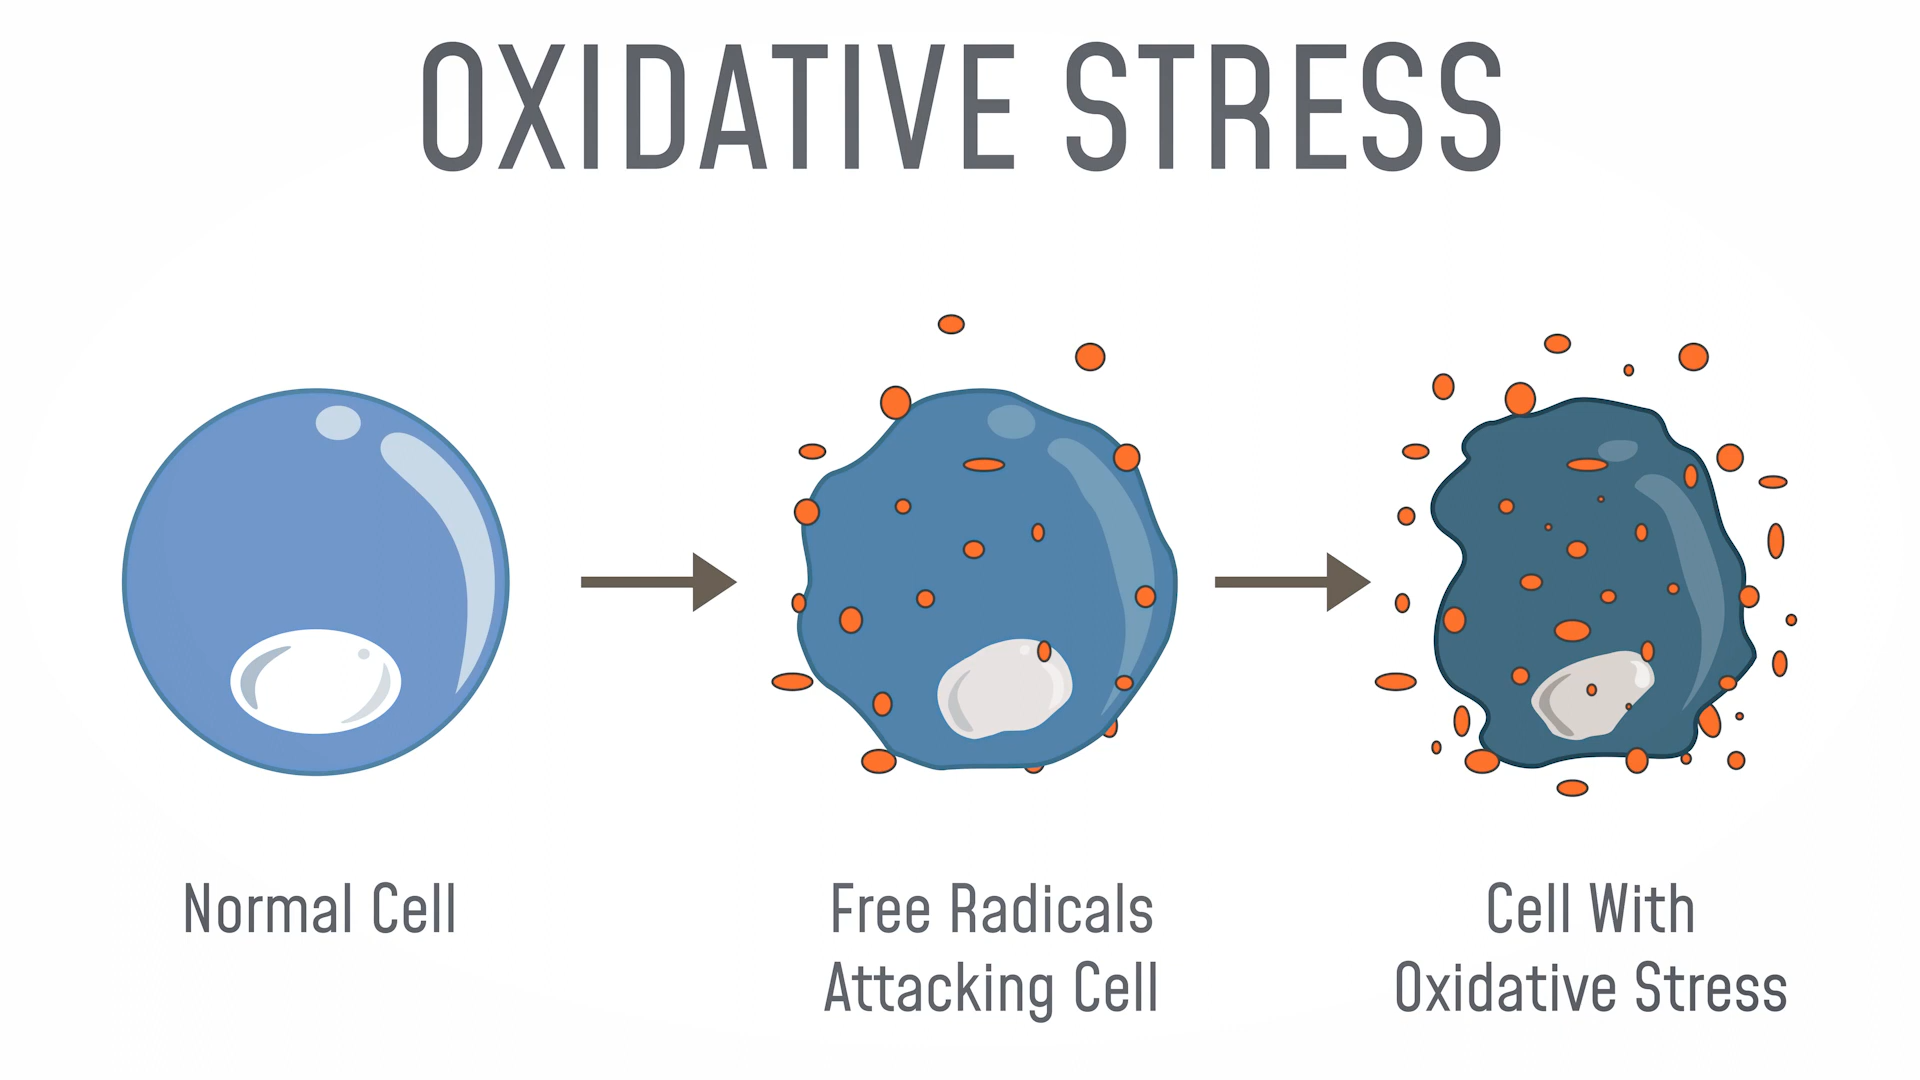 OXIDATIVE STRESS
Normal Cell
Free Radicals
Attacking Cell
Cell With
Oxidative Stress